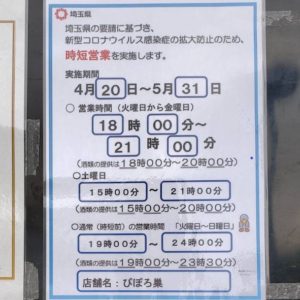 埼玉県
埼玉県の要請に基づき、
新型コロナウイルス感染症の拡大防止のため、
時短営業を実施します。
実施期間
4月20日～5月31日
○ 営業時間(火曜日から金曜日)
18時00分～
21時00分
(酒類の提供は18時00分～20時00分)
○土曜日
15時00分～21時00分
(酒類の提供は15時00分～20時00分)
○通常(時短前)の営業時間 「火曜日～日曜日」
19時00分～24時00分
(酒類の提供は19時00分～23時30分)
店舗名：びぽろ巣